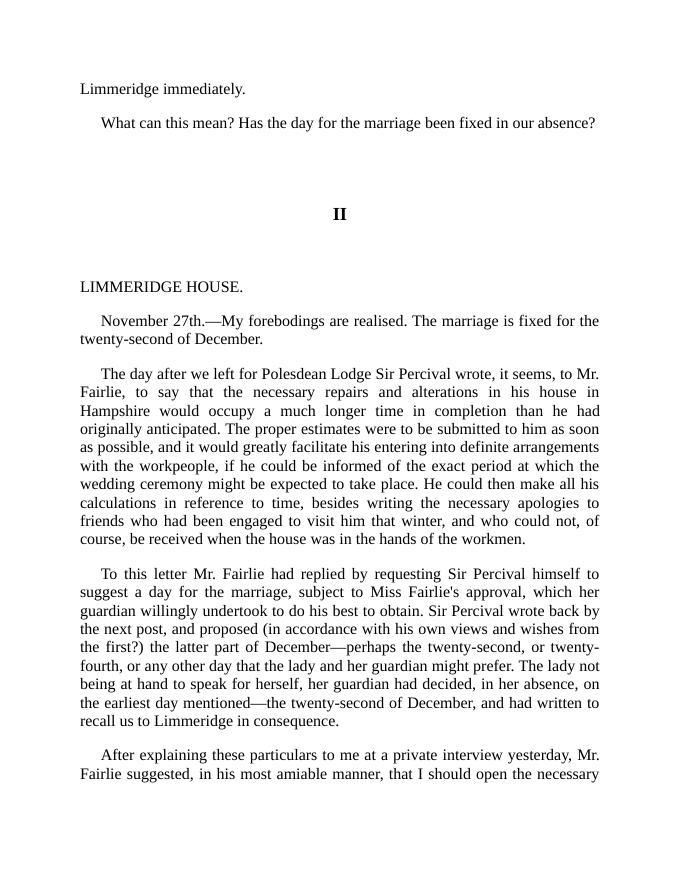 Limmeridge immediately.
What can this mean? Has the day for the marriage been fixed in our absence?
II
LIMMERIDGE HOUSE.
November 27th.—My forebodings are realised. The marriage is fixed for the
twenty-second of December.
The day after we left for Polesdean Lodge Sir Percival wrote, it seems, to Mr.
Fairlie, to say that the necessary repairs and alterations in his house in
Hampshire would occupy a much longer time in completion than he had
originally anticipated. The proper estimates were to be submitted to him as soon
as possible, and it would greatly facilitate his entering into definite arrangements
with the workpeople, if he could be informed of the exact period at which the
wedding ceremony might be expected to take place. He could then make all his
calculations in reference to time, besides writing the necessary apologies to
friends who had been engaged to visit him that winter, and who could not, of
course, be received when the house was in the hands of the workmen.
To this letter Mr. Fairlie had replied by requesting Sir Percival himself to
suggest a day for the marriage, subject to Miss Fairlie's approval, which her
guardian willingly undertook to do his best to obtain. Sir Percival wrote back by
the next post, and proposed (in accordance with his own views and wishes from
the first?) the latter part of December—perhaps the twenty-second, or twenty-
fourth, or any other day that the lady and her guardian might prefer. The lady not
being at hand to speak for herself, her guardian had decided, in her absence, on
the earliest day mentioned—the twenty-second of December, and had written to
recall us to Limmeridge in consequence.
After explaining these particulars to me at a private interview yesterday, Mr.
Fairlie suggested, in his most amiable manner, that I should open the necessary